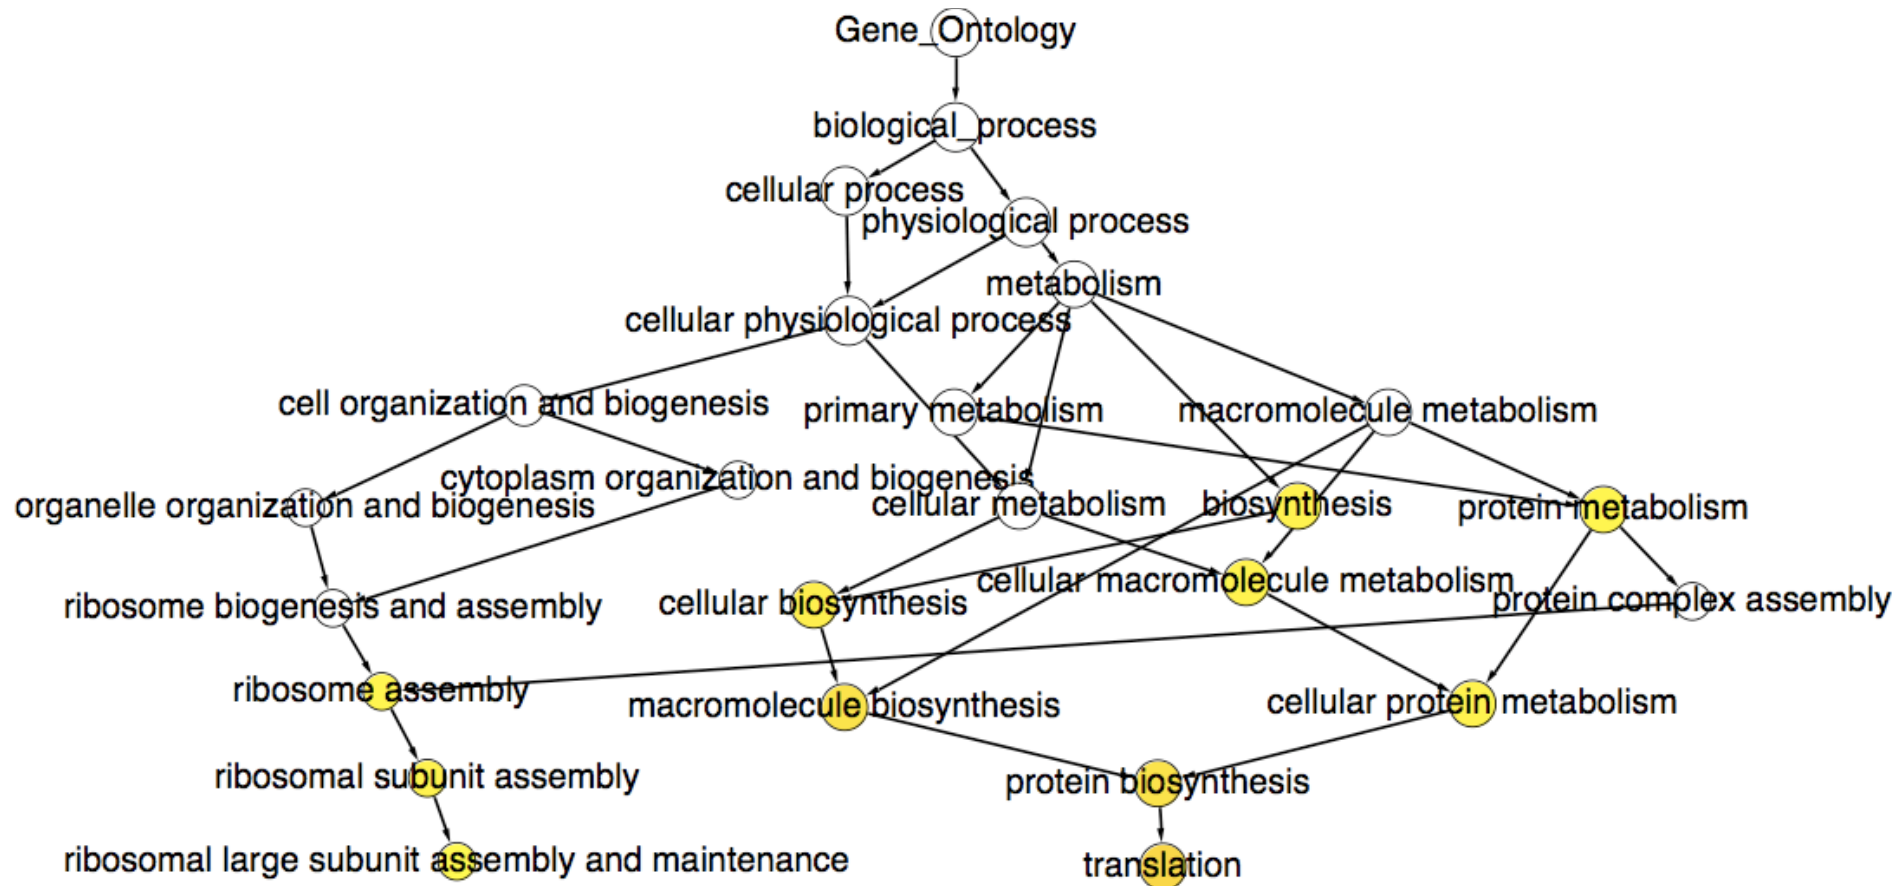 Gene_Ontology
biological_process
cellular process
physiological process
metabolism
cellular physiological process
cell organization and biogenesis
primary metabolism
macromolecule metabolism
cytoplasm organization and biogenesis
organelle organization and biogenesis
cellular metabolism
biosynthesis
protein metabolism
cellular macromolecule metabolism
protein complex assembly
cellular biosynthesis
ribosome biogenesis and assembly
ribosome assembly
macromolecule biosynthesis
cellular protein metabolism
ribosomal subunit assembly
protein biosynthesis
ribosomal large subunit assembly and maintenance
translation